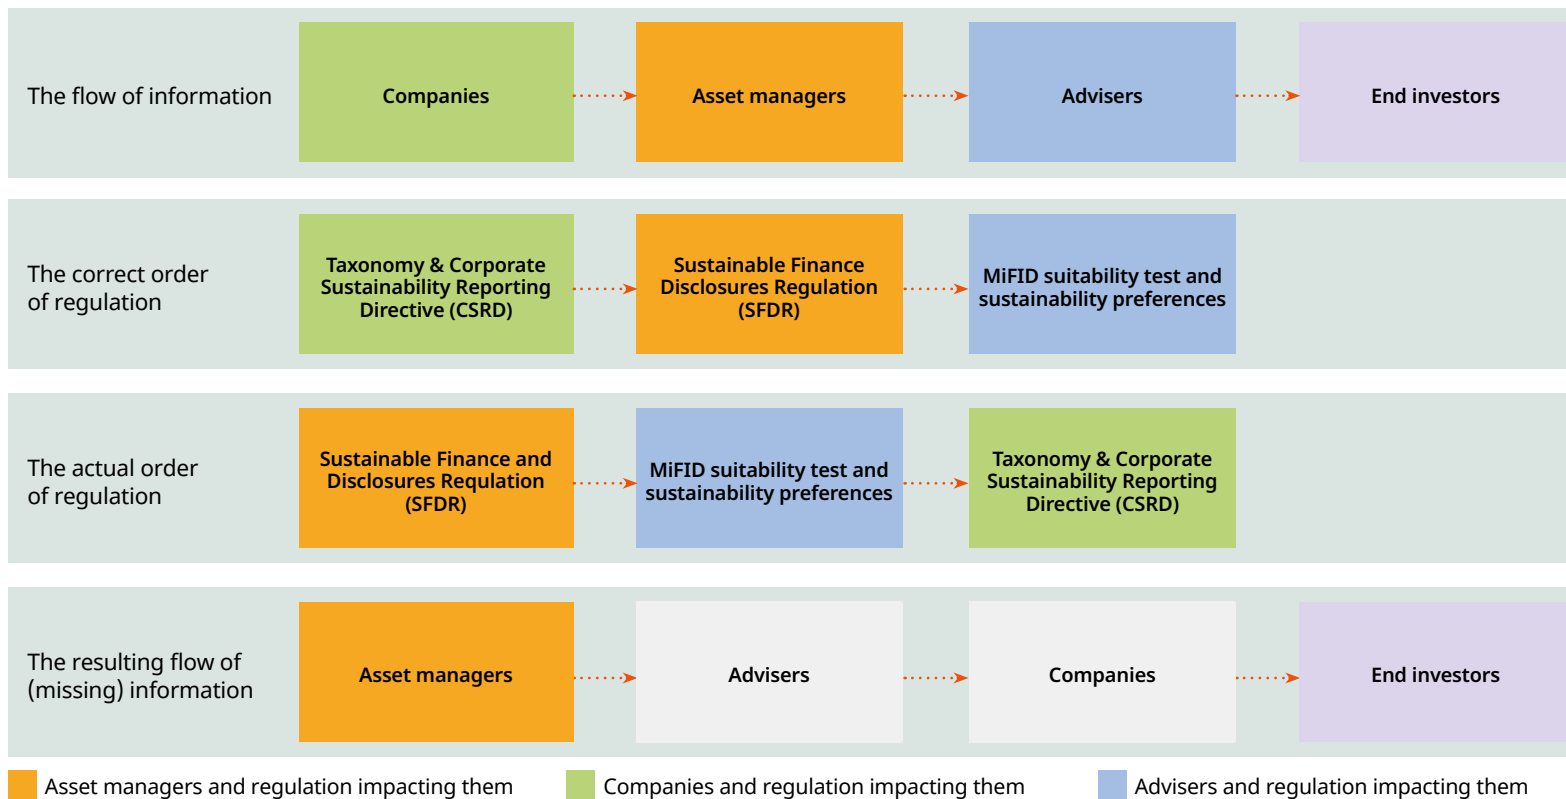 The flow of information
Companies
Asset managers
Advisers
End investors
The correct order
of regulation
Taxonomy & Corporate
Sustainability Reporting
Directive (CSRD)
Sustainable Finance
Disclosures Regulation
(SFDR)
MiFID suitability test and
sustainability preferences
The actual order
of regulation
Sustainable Finance and
Disclosures Requlation
(SFDR)
MiFID suitability test and
sustainability preferences
Taxonomy & Corporate
Sustainability Reporting
Directive (CSRD)
The resulting flow of
(missing) information
Asset managers
Advisers
Companies
End investors
Asset managers and regulation impacting them
Companies and regulation impacting them
Advisers and regulation impacting them